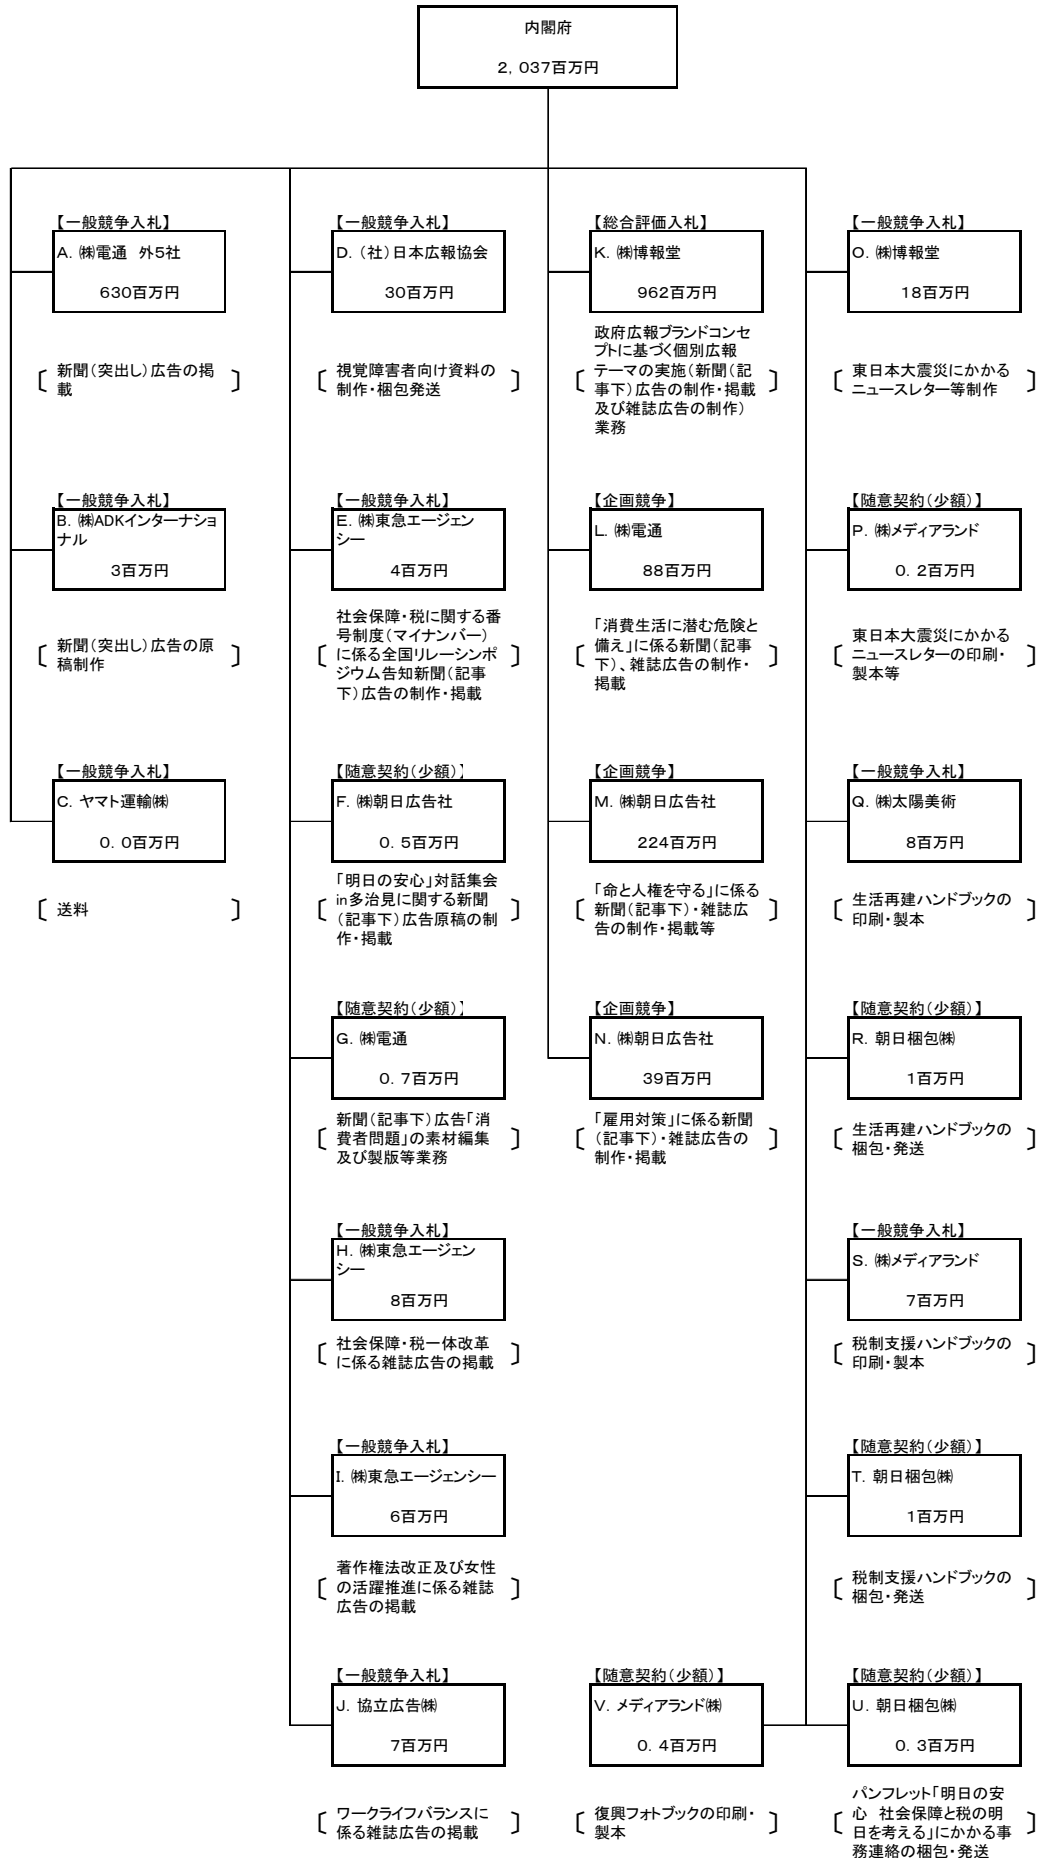 内閣府
2,037百万円
【一般競争入札】
A. ㈱電通 外5社
630百万円
〔 新聞(突出し)広告の掲 〕
載
【一般競争入札】
B. ㈱ADKインターナショ
ナル
3百万円
〔 新聞(突出し)広告の原 〕
稿制作
【一般競争入札】
C. ヤマト運輸㈱
0.0百万円
〔 送料 〕
【一般競争入札】
D. (社)日本広報協会
30百万円
〔 視覚障害者向け資料の 〕
制作・梱包発送
【一般競争入札】
E. ㈱東急エージェン
シー
4百万円
社会保障・税に関する番
号制度(マイナンバー)
〔 に係る全国リレーシンポ 〕
ジウム告知新聞(記事
下)広告の制作・掲載
【随意契約(少額)】
F. ㈱朝日広告社
0.5百万円
「明日の安心」対話集会
〔 in多治見に関する新聞 〕
(記事下)広告原稿の制
作・掲載
【随意契約(少額)】
G. ㈱電通
0.7百万円
新聞(記事下)広告「消
〔 費者問題」の素材編集 〕
及び製版等業務
【一般競争入札】
H. ㈱東急エージェン
シー
8百万円
〔 社会保障・税一体改革 〕
に係る雑誌広告の掲載
【一般競争入札】
I. ㈱東急エージェンシー
6百万円
著作権法改正及び女性
〔 の活躍推進に係る雑誌 〕
広告の掲載
【一般競争入札】
J. 協立広告㈱
7百万円
〔 ワークライフバランスに 〕
係る雑誌広告の掲載
【総合評価入札】
K. ㈱博報堂
962百万円
政府広報ブランドコンセ
プトに基づく個別広報
〔 テーマの実施(新聞(記 〕
事下)広告の制作・掲載
及び雑誌広告の制作)
業務
【企画競争】
L. ㈱電通
88百万円
「消費生活に潜む危険と
〔 備え」に係る新聞(記事 〕
下)、雑誌広告の制作・
掲載
【企画競争】
M. ㈱朝日広告社
224百万円
「命と人権を守る」に係る
〔 新聞(記事下)・雑誌広 〕
告の制作・掲載等
【企画競争】
N. ㈱朝日広告社
39百万円
「雇用対策」に係る新聞
〔 (記事下)・雑誌広告の 〕
制作・掲載
【随意契約(少額)】
V. メディアランド㈱
0.4百万円
〔 復興フォトブックの印刷・ 〕
製本
【一般競争入札】
O. ㈱博報堂
18百万円
〔 東日本大震災にかかる 〕
ニュースレター等制作
【随意契約(少額)】
P. ㈱メディアランド
0.2百万円
東日本大震災にかかる
〔 ニュースレターの印刷・ 〕
製本等
【一般競争入札】
Q. ㈱太陽美術
8百万円
〔 生活再建ハンドブックの 〕
印刷・製本
【随意契約(少額)】
R. 朝日梱包㈱
1百万円
〔 生活再建ハンドブックの 〕
梱包・発送
【一般競争入札】
S. ㈱メディアランド
7百万円
〔 税制支援ハンドブックの 〕
印刷・製本
【随意契約(少額)】
T. 朝日梱包㈱
1百万円
〔 税制支援ハンドブックの 〕
梱包・発送
【随意契約(少額)】
U. 朝日梱包㈱
0.3百万円
パンフレット「明日の安
〔 心 社会保障と税の明 〕
日を考える」にかかる事
務連絡の梱包・発送